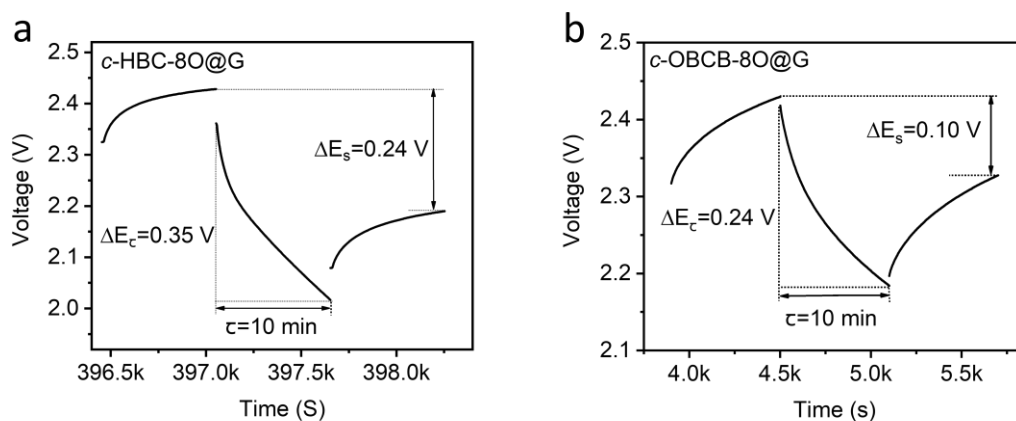 a
c-HBC-8O@G
2.5
2.4
2.3
2.2
2.1
2.0
Voltage (V)
ΔEs=0.24 V
ΔEτ=0.35 V
τ=10 min
396.5k 397.0k 397.5k 398.0k
Time (S)
b
c-OBCB-8O@G
2.5
2.4
2.3
2.2
2.1
Voltage (V)
ΔEs=0.10 V
ΔEτ=0.24 V
τ=10 min
4.0k 4.5k 5.0k 5.5k
Time (s)